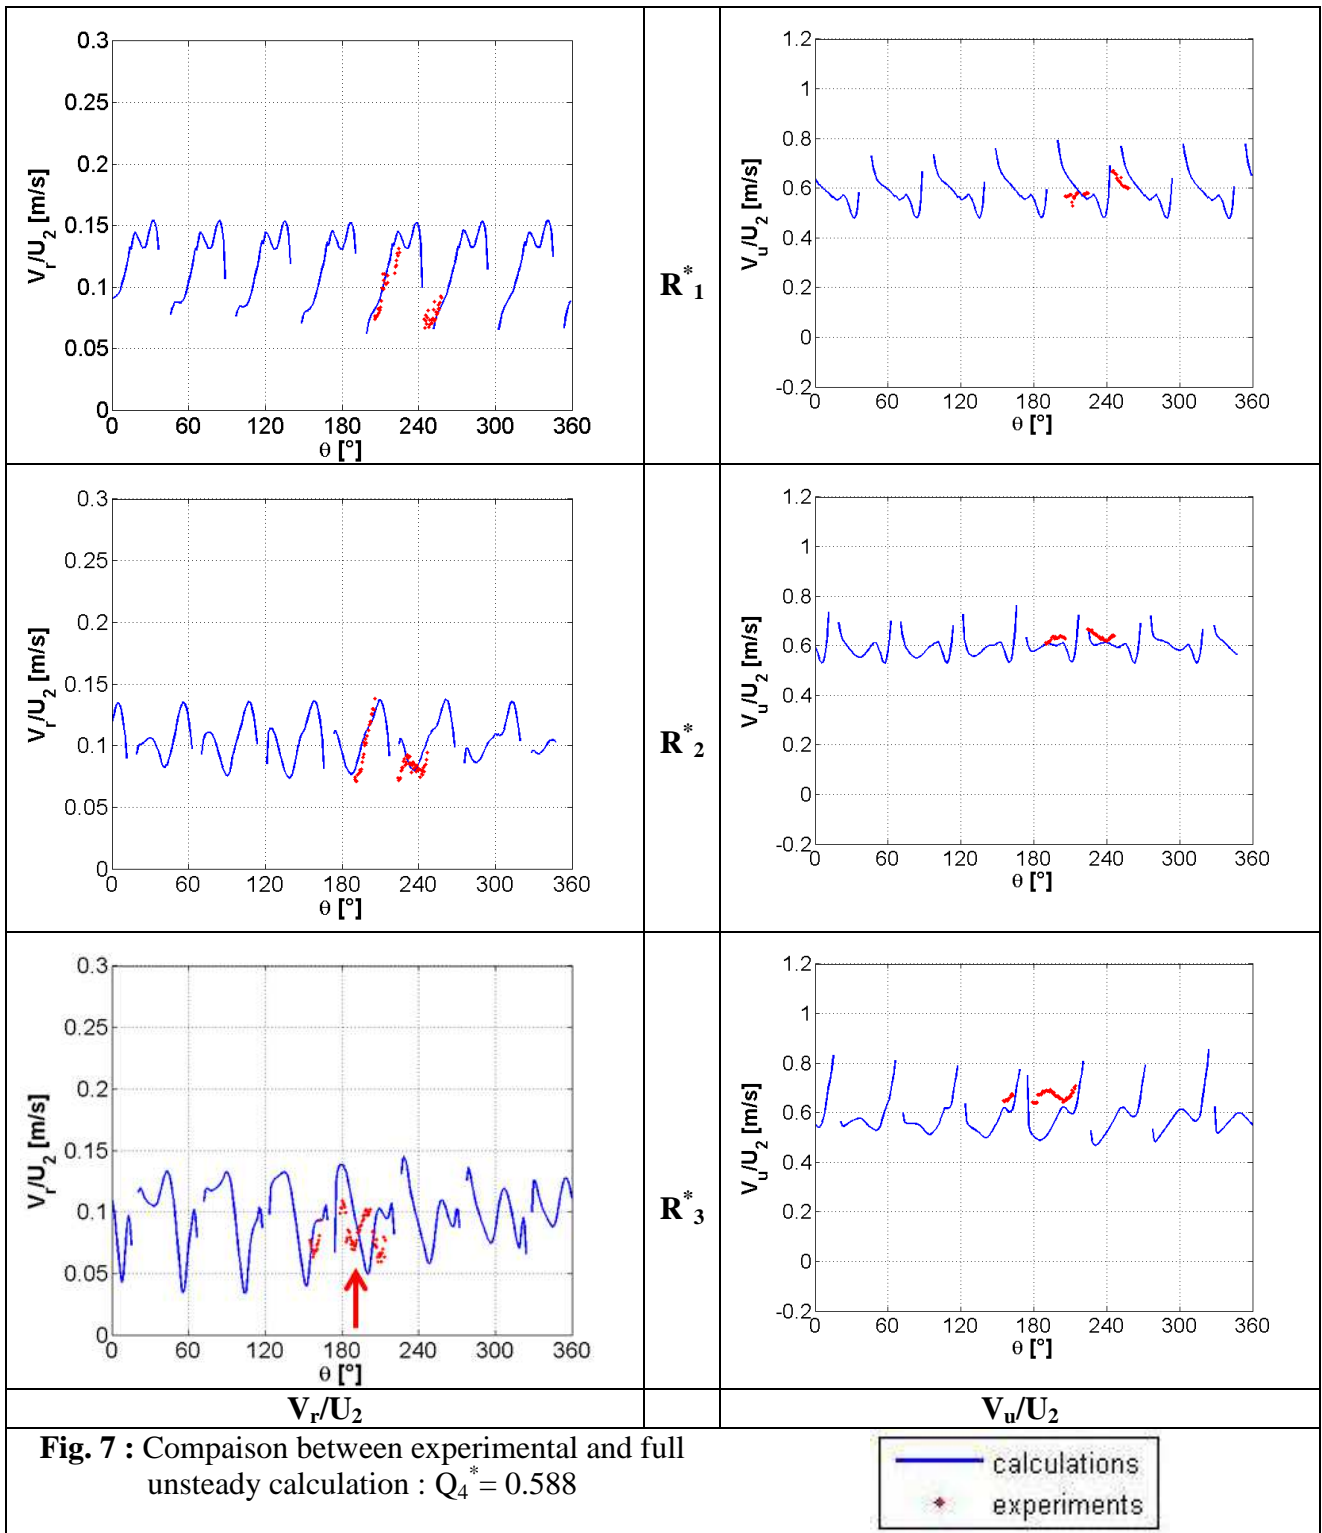 0.3
0.25
0.2
0.15
0.1
0.05
0
0 60 120 180 240 300 360
θ [°]
V_r/U_2 [m/s]
R*_1
1.2
1
0.8
0.6
0.4
0.2
0
-0.2
0 60 120 180 240 300 360
θ [°]
V_u/U_2 [m/s]
0.3
0.25
0.2
0.15
0.1
0.05
0
0 60 120 180 240 300 360
θ [°]
V_r/U_2 [m/s]
R*_2
1.2
1
0.8
0.6
0.4
0.2
0
-0.2
0 60 120 180 240 300 360
θ [°]
V_u/U_2 [m/s]
0.3
0.25
0.2
0.15
0.1
0.05
0
0 60 120 180 240 300 360
θ [°]
V_r/U_2 [m/s]
R*_3
1.2
1
0.8
0.6
0.4
0.2
0
-0.2
0 60 120 180 240 300 360
θ [°]
V_u/U_2 [m/s]
V_r/U_2
V_u/U_2
Fig. 7 : Compaison between experimental and full
unsteady calculation : Q_4* = 0.588
calculations
experiments